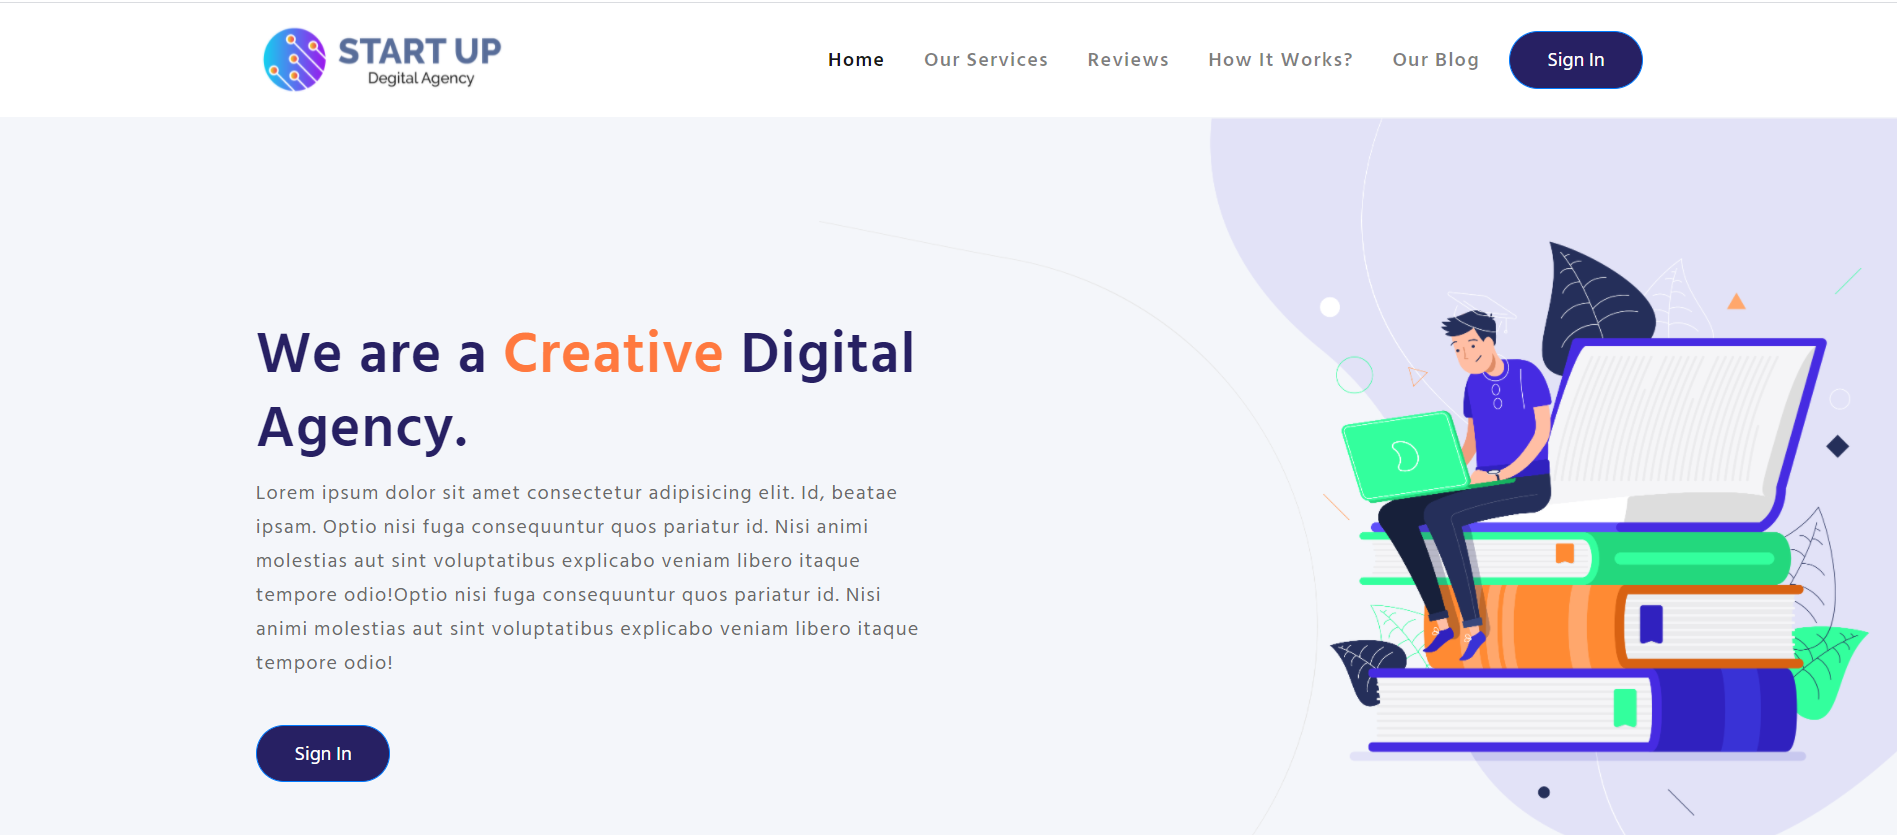 START UP
Degital Agency
Home Our Services Reviews How It Works? Our Blog Sign In
We are a Creative Digital
Agency.
Lorem ipsum dolor sit amet consectetur adipisicing elit. Id, beatae
ipsam. Optio nisi fuga consequuntur quos pariatur id. Nisi animi
molestias aut sint voluptatibus explicabo veniam libero itaque
tempore odio!Optio nisi fuga consequuntur quos pariatur id. Nisi
animi molestias aut sint voluptatibus explicabo veniam libero itaque
tempore odio!
Sign In